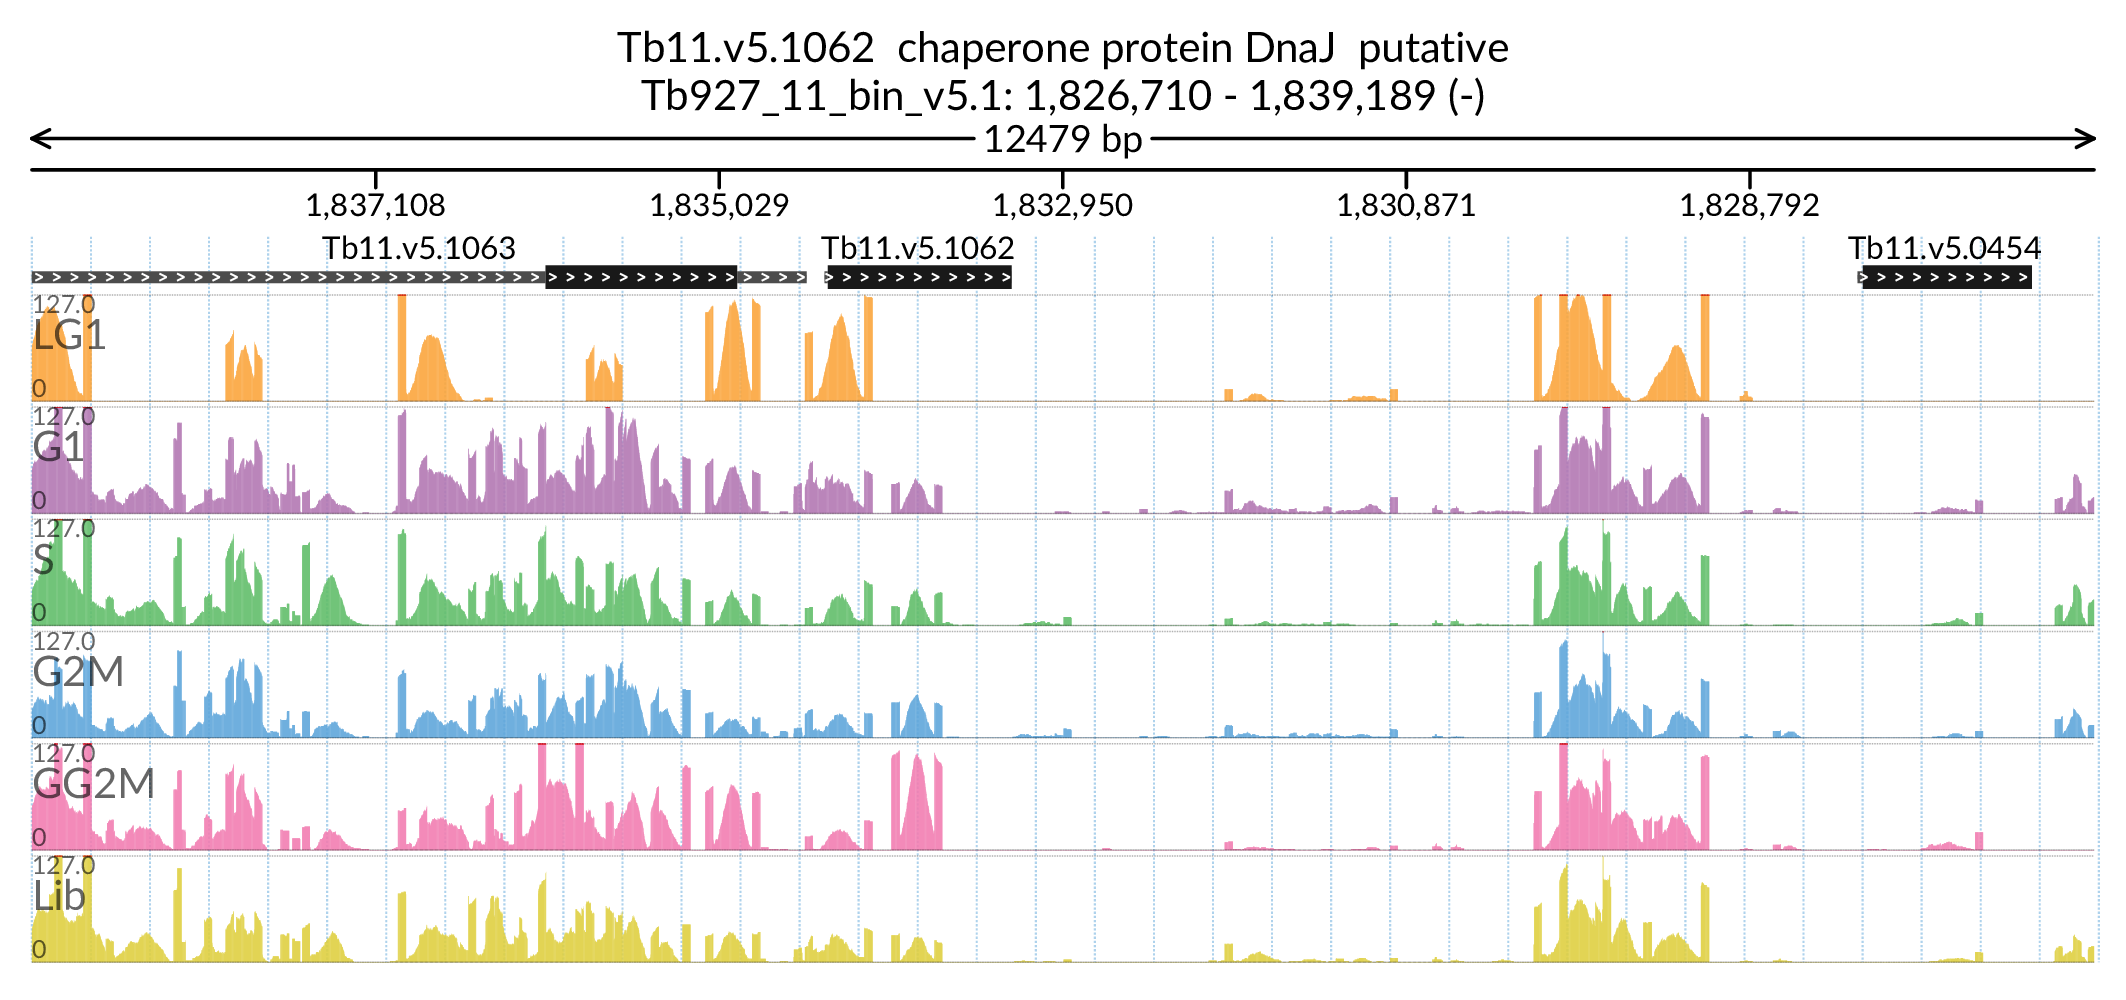 Tb11.v5.1062  chaperone protein DnaJ  putative
Tb927_11_bin_v5.1: 1,826,710 - 1,839,189 (-)
12479 bp
1,837,108 1,835,029 1,832,950 1,830,871 1,828,792
Tb11.v5.1063 Tb11.v5.1062 Tb11.v5.0454
127.0
LG1
0
127.0
G1
0
127.0
S
0
127.0
G2M
0
127.0
GG2M
0
127.0
Lib
0